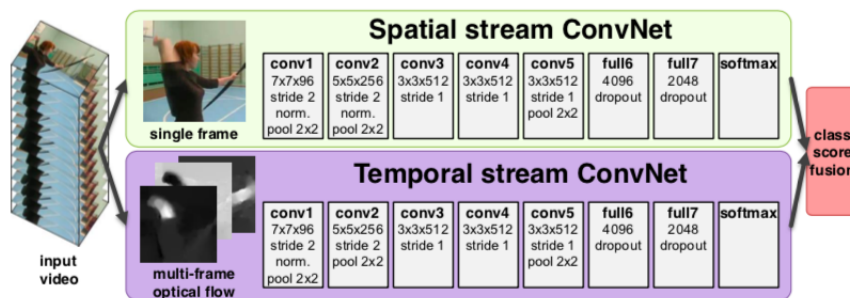 Spatial stream ConvNet
conv1
7x7x96
stride 2
norm.
pool 2x2
conv2
5x5x256
stride 2
norm.
pool 2x2
conv3
3x3x512
stride 1
conv4
3x3x512
stride 1
conv5
3x3x512
stride 1
pool 2x2
full6
4096
dropout
full7
2048
dropout
softmax
single frame
Temporal stream ConvNet
conv1
7x7x96
stride 2
norm.
pool 2x2
conv2
5x5x256
stride 2
pool 2x2
conv3
3x3x512
stride 1
conv4
3x3x512
stride 1
conv5
3x3x512
stride 1
pool 2x2
full6
4096
dropout
full7
2048
dropout
softmax
multi-frame
optical flow
input
video
class
score
fusion